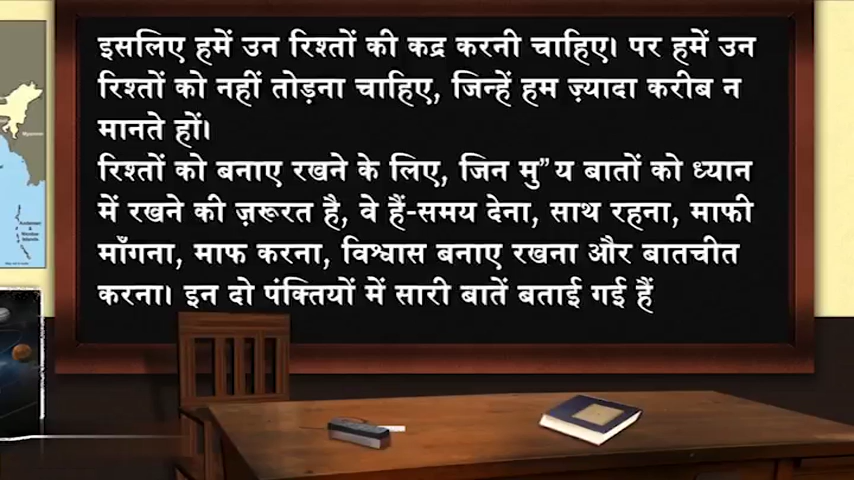 इसलिए हमें उन रिश्तों की कद्र करनी चाहिए। पर हमें उन
रिश्तों को नहीं तोड़ना चाहिए, जिन्हें हम ज़्यादा करीब न
मानते हों।
रिश्तों को बनाए रखने के लिए, जिन मु”य बातों को ध्यान
में रखने की ज़रूरत है, वे हैं-समय देना, साथ रहना, माफी
माँगना, माफ करना, विश्वास बनाए रखना और बातचीत
करना। इन दो पंक्तियों में सारी बातें बताई गई हैं